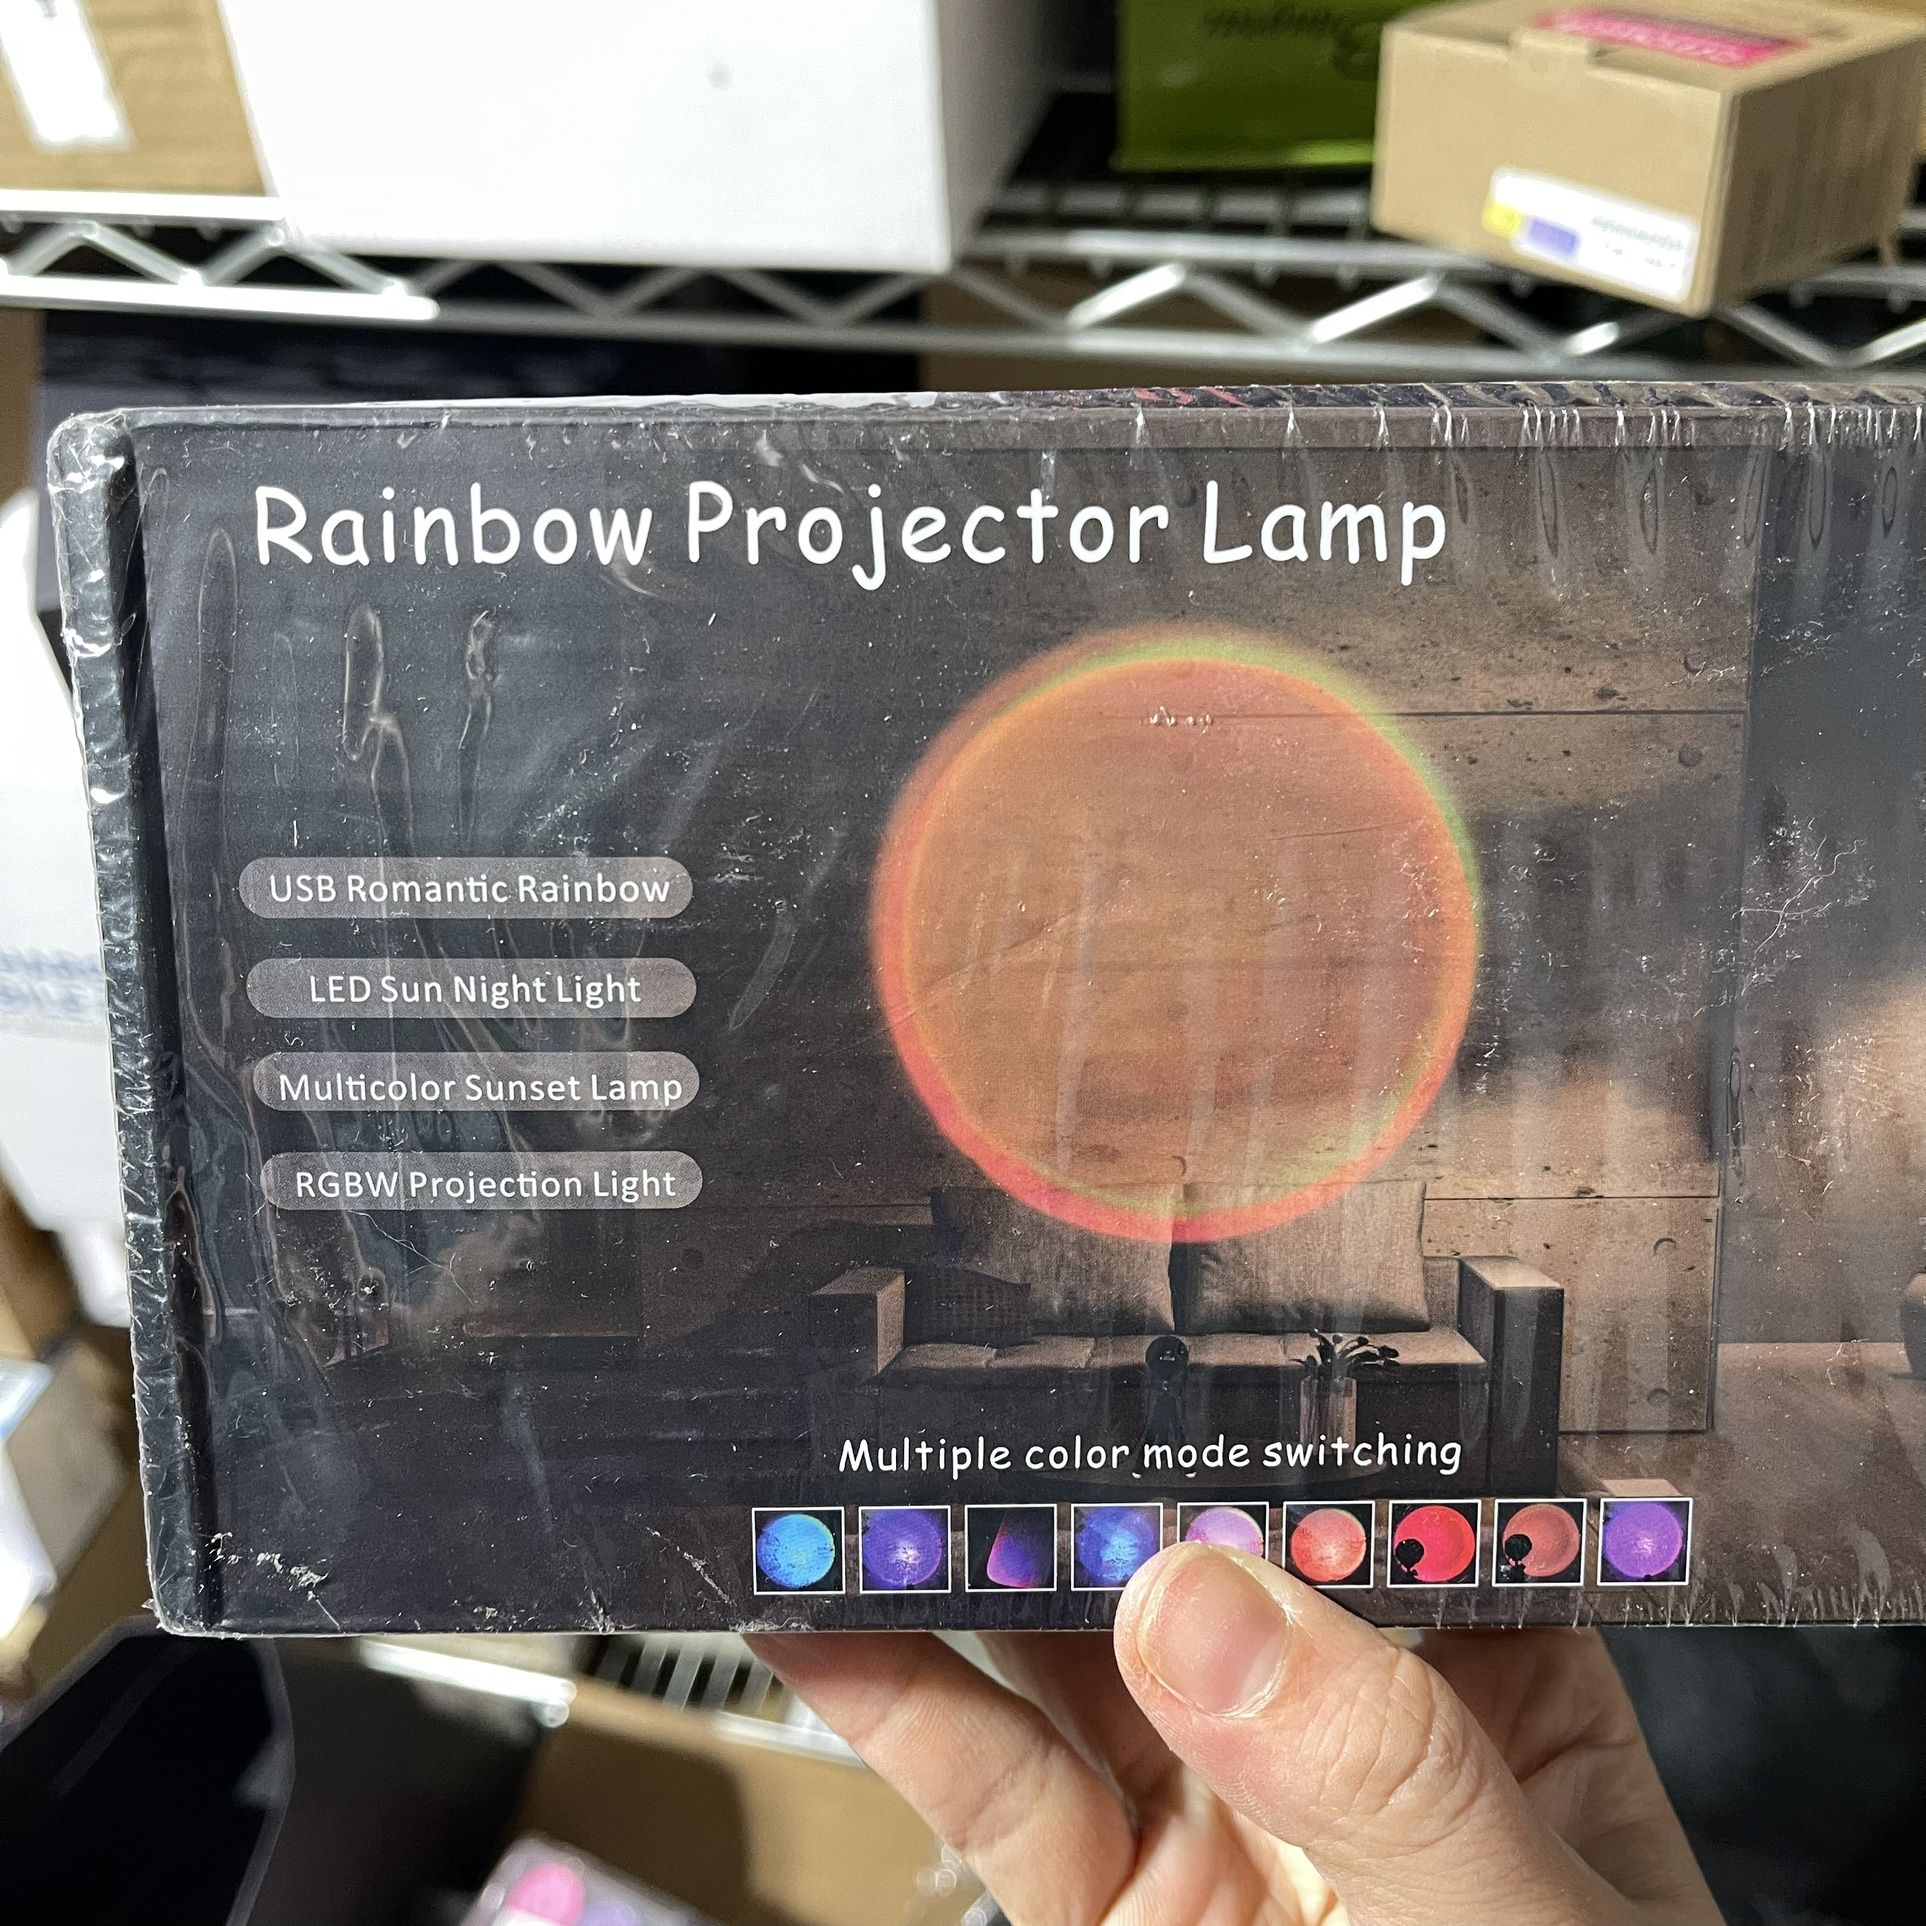 Rainbow Projector Lamp
USB Romantic Rainbow
LED Sun Night Light
Multicolor Sunset Lamp
RGBW Projection Light
Multiple color mode switching